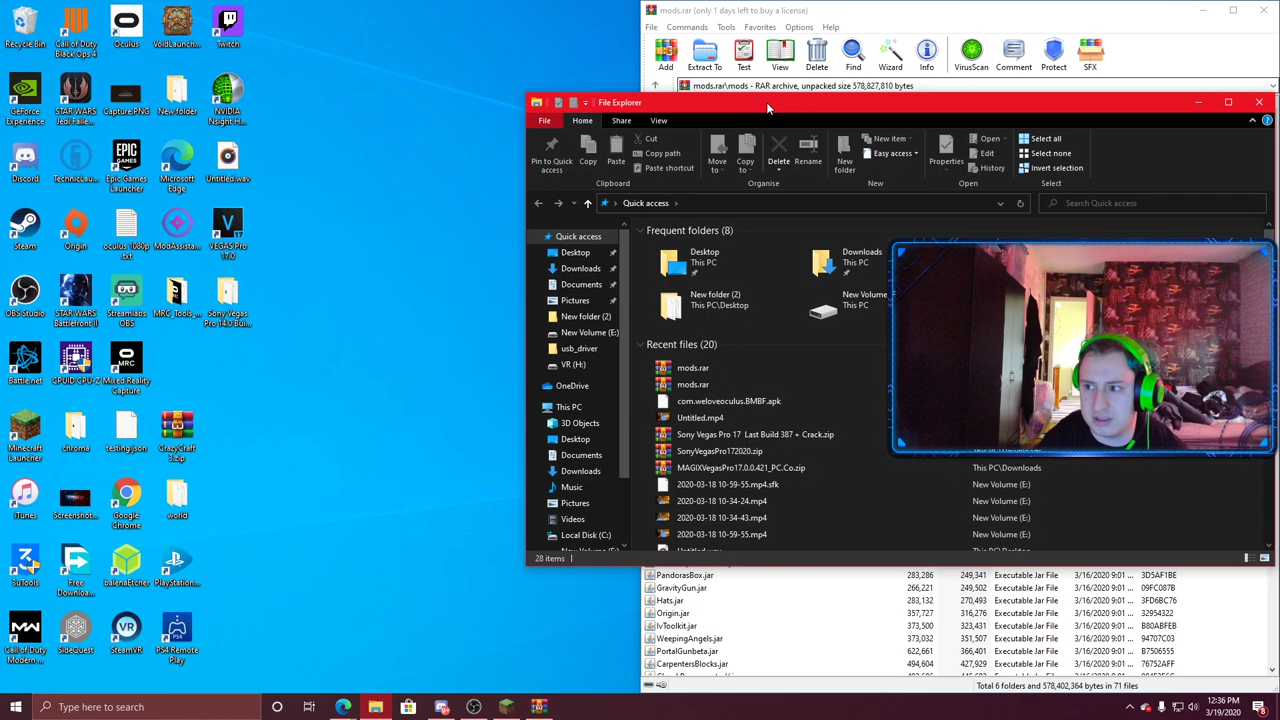 Recycle Bin
Call of Duty Black Ops 4
Oculus
VoidLaunch...
Twitch
GeForce Experience
STAR WARS Jedi Falle...
Capture.PNG
New folder
NVIDIA Nsight H...
Discord
TechnicLau...
Epic Games Launcher
Microsoft Edge
Untitled.wav
Steam
Origin
oculus 1080p .txt
ModAssista...
VEGAS Pro 17.0
OBS Studio
STAR WARS Battlefront II
Streamlabs OBS
MRC_Tools_...
Sony Vegas Pro 14.0 Bui...
Battle.net
CPUID CPU-Z
Mixed Reality Capture
Minecraft Launcher
chroma
testing.json
CrazyCraft 3.zip
iTunes
Screenshot...
Google Chrome
world
3uTools
Free Downloa...
balenaEtcher
PlayStation...
Call of Duty Modern ...
SideQuest
SteamVR
PS4 Remote Play
mods.rar (only 1 days left to buy a license)
File Commands Tools Favorites Options Help
Add Extract To Test View Delete Find Wizard Info VirusScan Comment Protect SFX
mods.rar\mods - RAR archive, unpacked size 578,827,810 bytes
File Explorer
File Home Share View
Pin to Quick access
Copy
Paste
Cut
Copy path
Paste shortcut
Move to
Copy to
Delete
Rename
New folder
New item
Easy access
Properties
Open
Edit
History
Select all
Select none
Invert selection
Clipboard Organise New Open Select
Quick access
Search Quick access
Quick access
Desktop
Downloads
Documents
Pictures
New folder (2)
New Volume (E:)
usb_driver
VR (H:)
OneDrive
This PC
3D Objects
Desktop
Documents
Downloads
Music
Pictures
Videos
Local Disk (C:)
Frequent folders (8)
Desktop
This PC
Downloads
This PC
New folder (2)
This PC\Desktop
New Volume
This PC
Recent files (20)
mods.rar
mods.rar
com.weloveoculus.BMBF.apk
Untitled.mp4
Sony Vegas Pro 17 Last Build 387 + Crack.zip
SonyVegasPro172020.zip
MAGIXVegasPro17.0.0.421_PC.Co.zip This PC\Downloads
2020-03-18 10-59-55.mp4.sfk New Volume (E:)
2020-03-18 10-34-24.mp4 New Volume (E:)
2020-03-18 10-34-43.mp4 New Volume (E:)
2020-03-18 10-59-55.mp4 New Volume (E:)
28 items
PandorasBox.jar 283,286 249,341 Executable Jar File 3/16/2020 9:01 ... 3D5AF1BE
GravityGun.jar 266,221 249,502 Executable Jar File 3/16/2020 9:01 ... 09FC087B
Hats.jar 283,132 270,493 Executable Jar File 3/16/2020 9:01 ... 3FD6BC76
Origin.jar 357,727 316,276 Executable Jar File 3/16/2020 9:01 ... 32954322
IvToolkit.jar 373,500 323,431 Executable Jar File 3/16/2020 9:01 ... B80ABFEB
WeepingAngels.jar 373,032 351,507 Executable Jar File 3/16/2020 9:01 ... 94707C03
PortalGunbeta.jar 622,661 366,401 Executable Jar File 3/16/2020 9:01 ... B7506555
CarpentersBlocks.jar 494,604 427,929 Executable Jar File 3/16/2020 9:01 ... 76752AFF
Total 6 folders and 578,402,364 bytes in 71 files
Type here to search
12:36 PM
3/19/2020
8